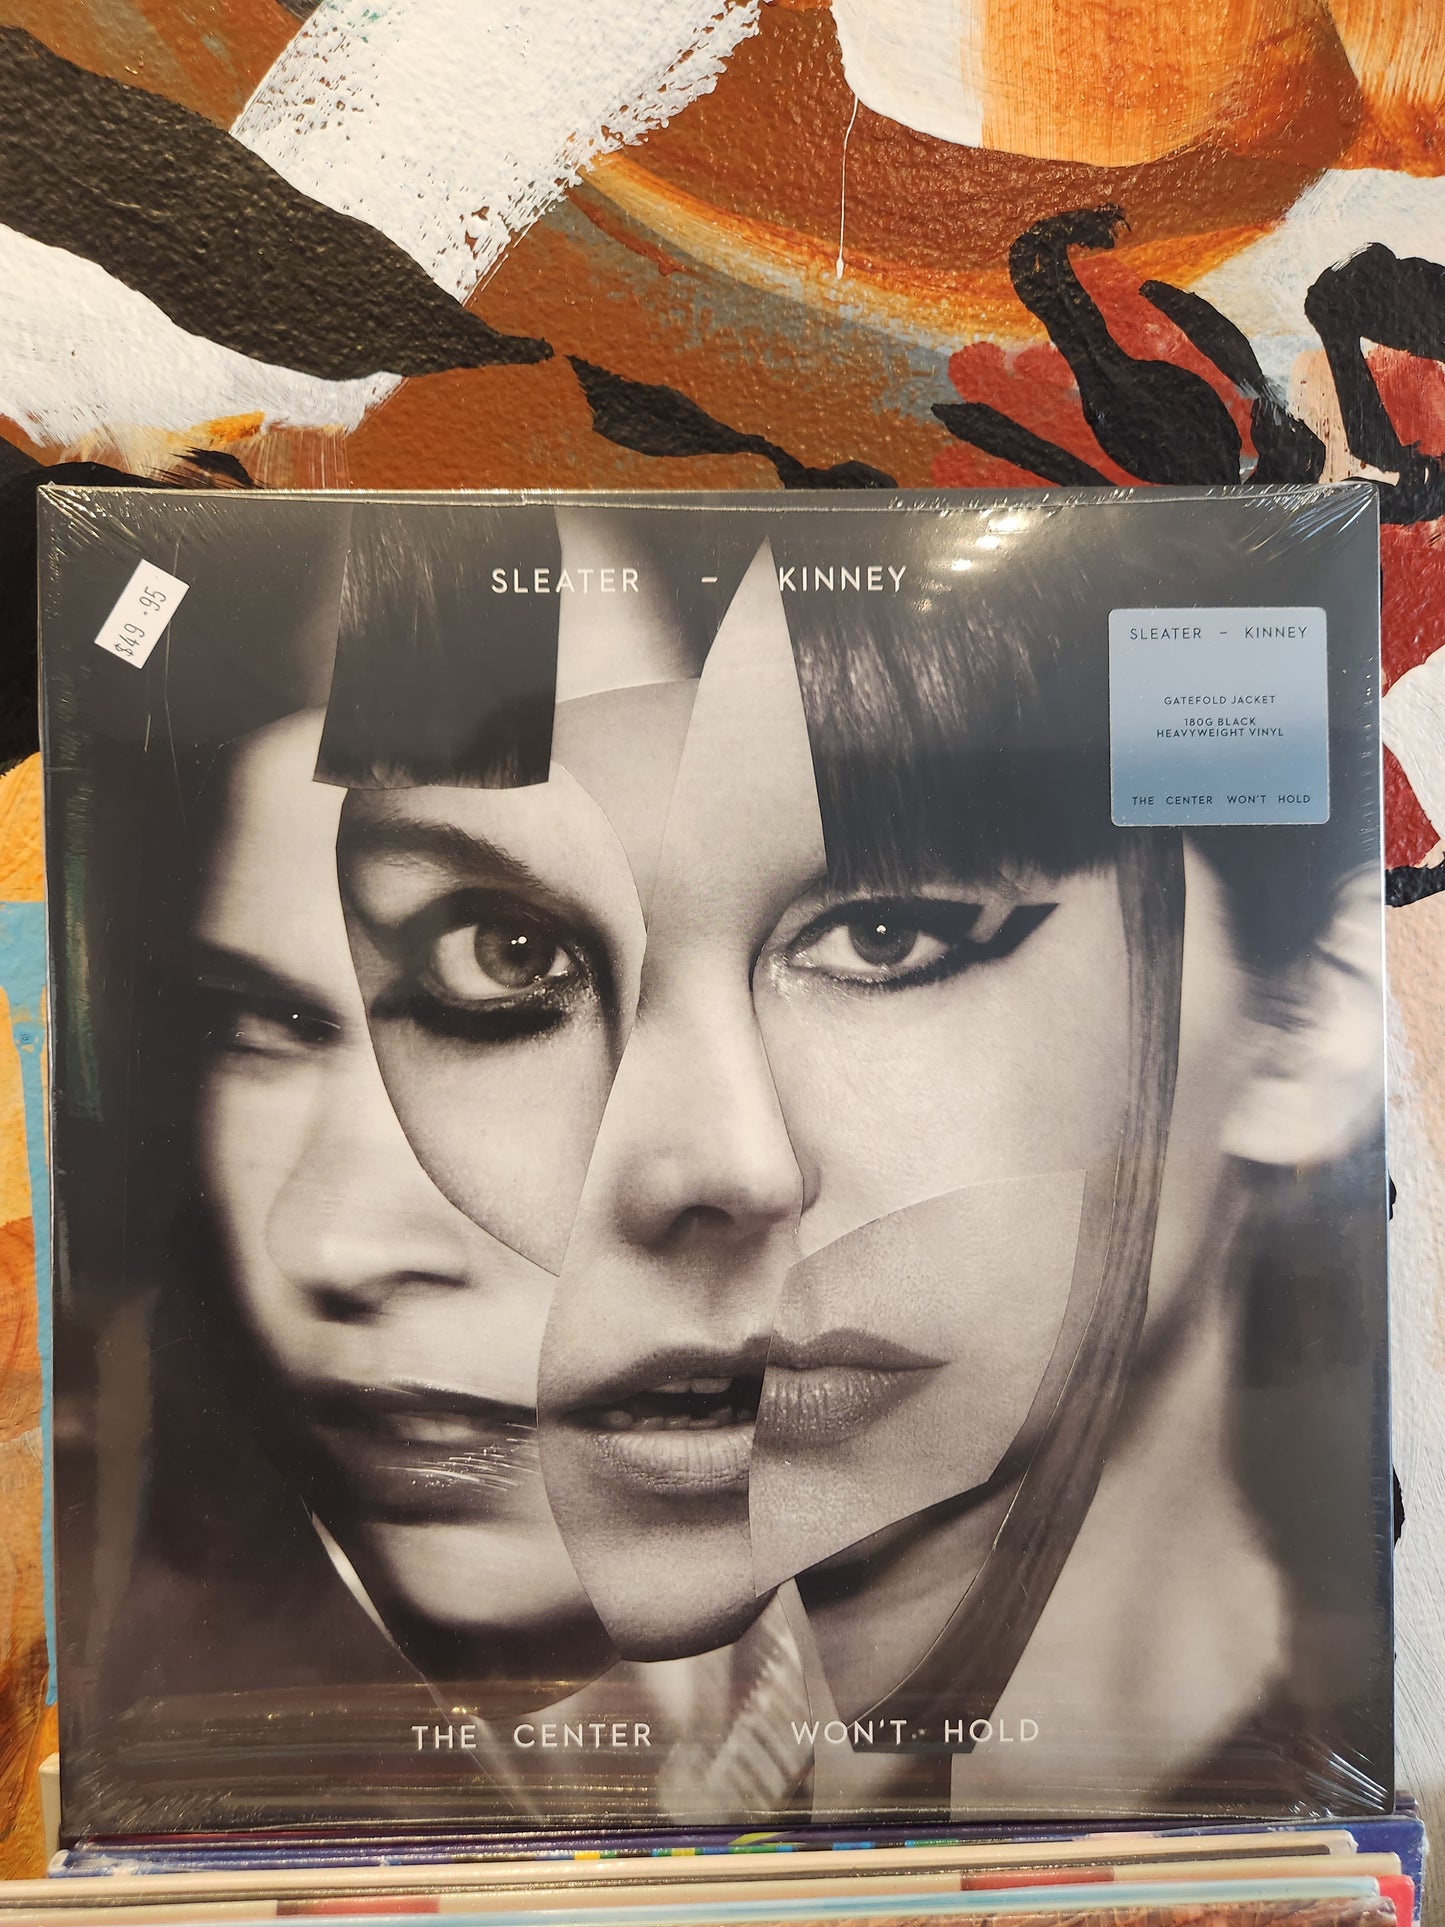 SLEATER - KINNEY
$49.95
SLEATER - KINNEY
GATEFOLD JACKET
180G BLACK
HEAVYWEIGHT VINYL
THE CENTER WON'T HOLD
THE CENTER WON'T HOLD